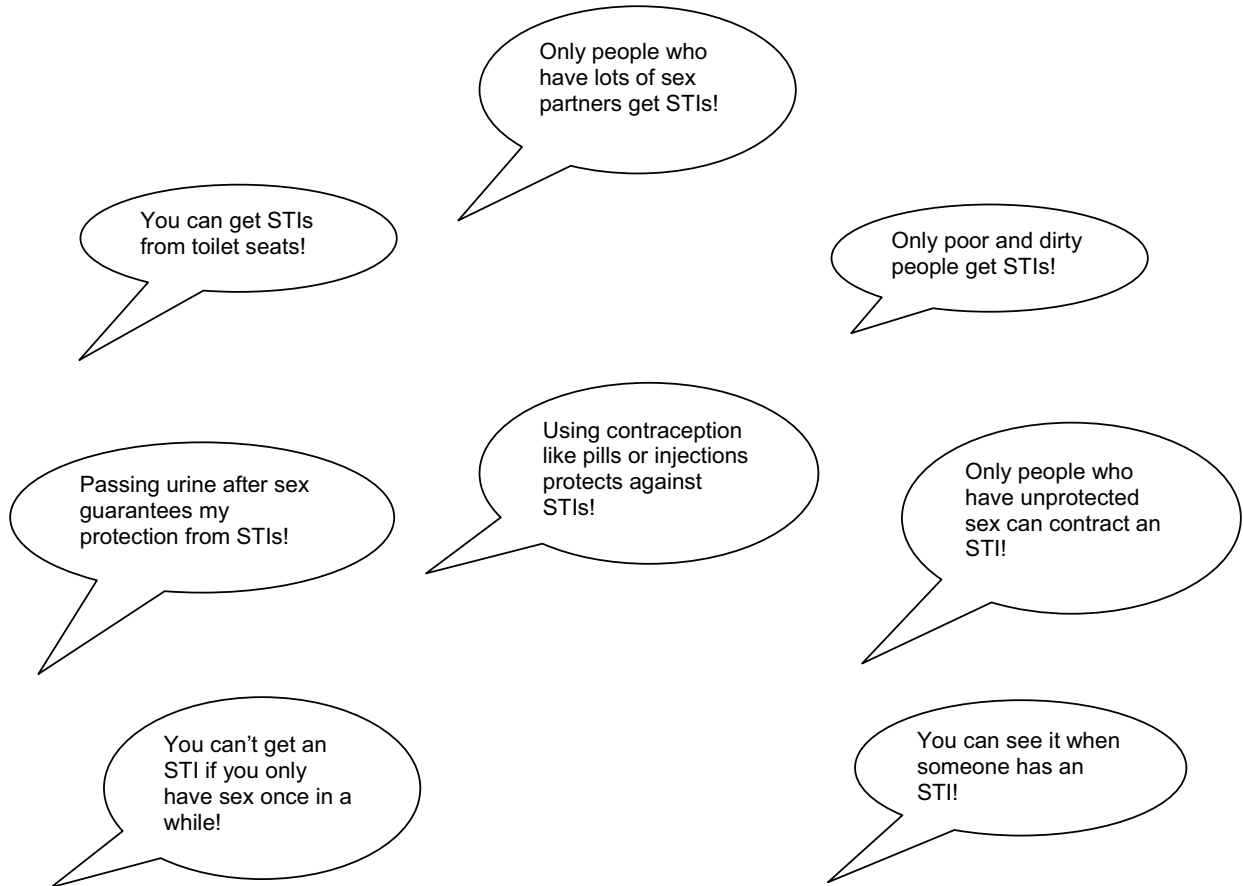 Only people who
have lots of sex
partners get STIs!
You can get STIs
from toilet seats!
Only poor and dirty
people get STIs!
Using contraception
like pills or injections
protects against
STIs!
Passing urine after sex
guarantees my
protection from STIs!
Only people who
have unprotected
sex can contract an
STI!
You can’t get an
STI if you only
have sex once in a
while!
You can see it when
someone has an
STI!